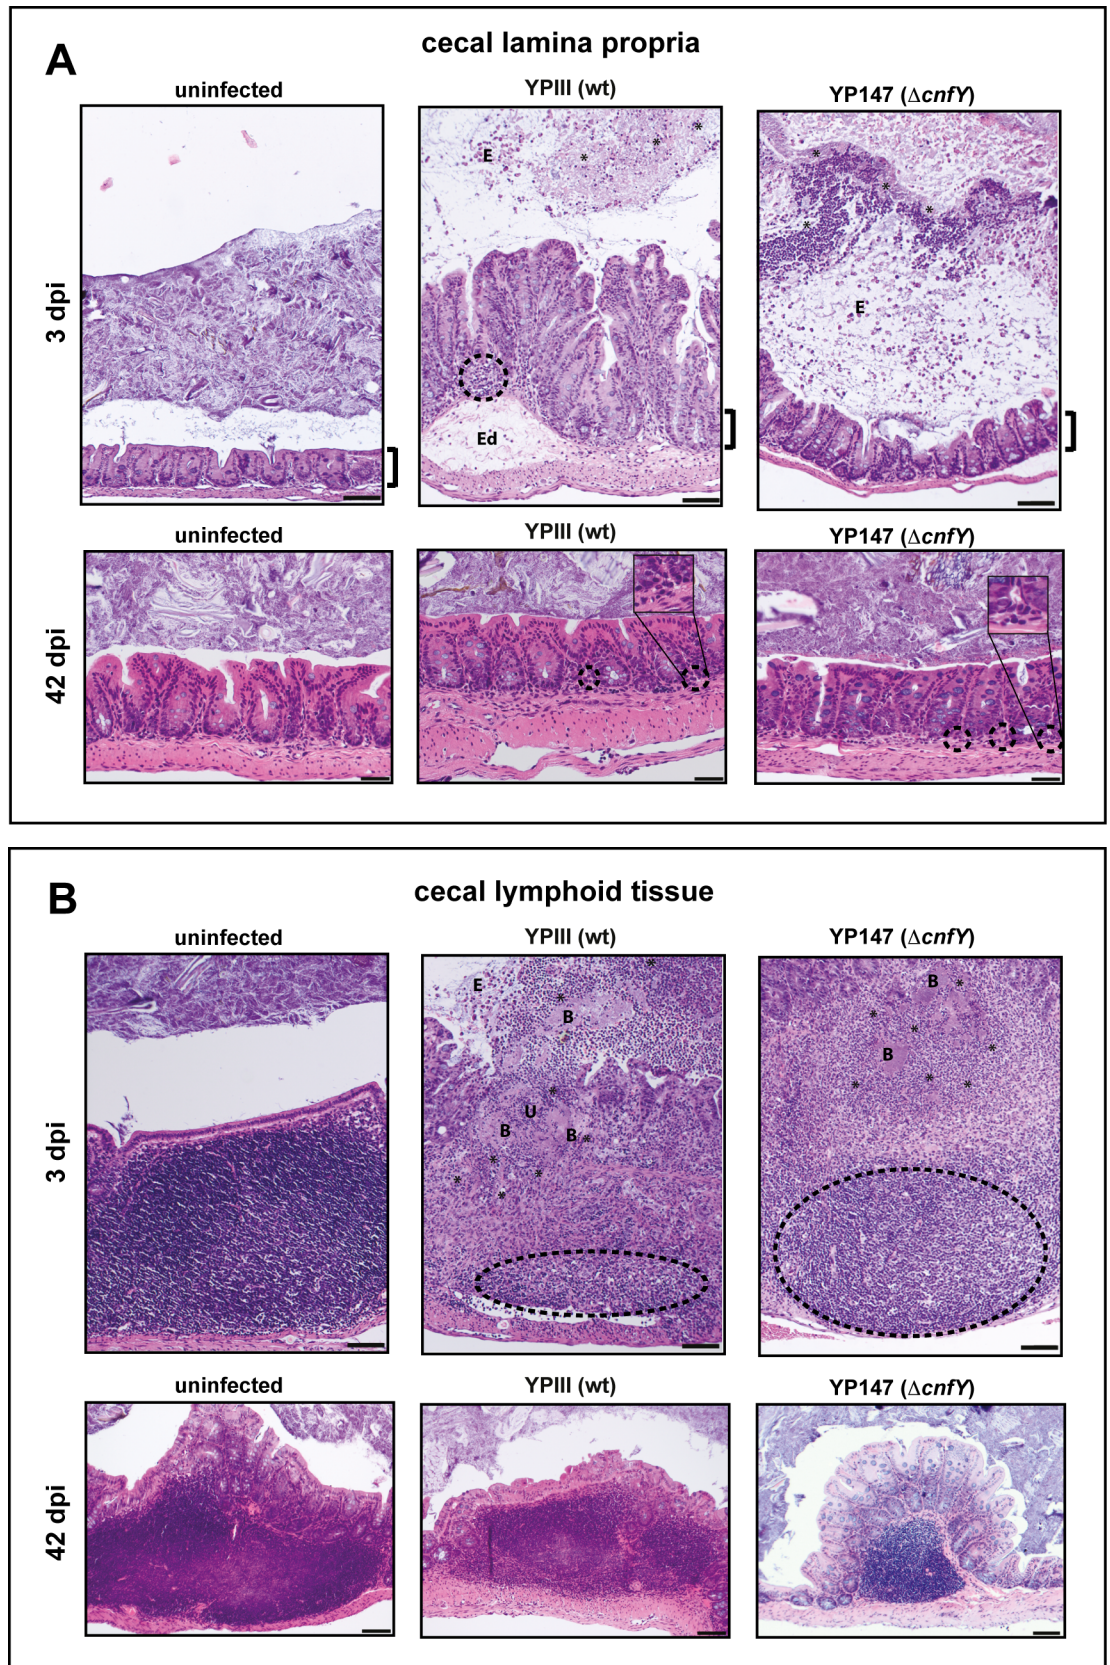 A
cecal lamina propria
uninfected
YPIII (wt)
YP147 (ΔcnfY)
3 dpi
E
*
*
*
Ed
*
*
*
*
E
uninfected
YPIII (wt)
YP147 (ΔcnfY)
42 dpi
B
cecal lymphoid tissue
uninfected
YPIII (wt)
YP147 (ΔcnfY)
3 dpi
E
*
*
B
*
U
B
B
*
*
*
*
*
B
*
*
*
B
*
*
*
*
uninfected
YPIII (wt)
YP147 (ΔcnfY)
42 dpi